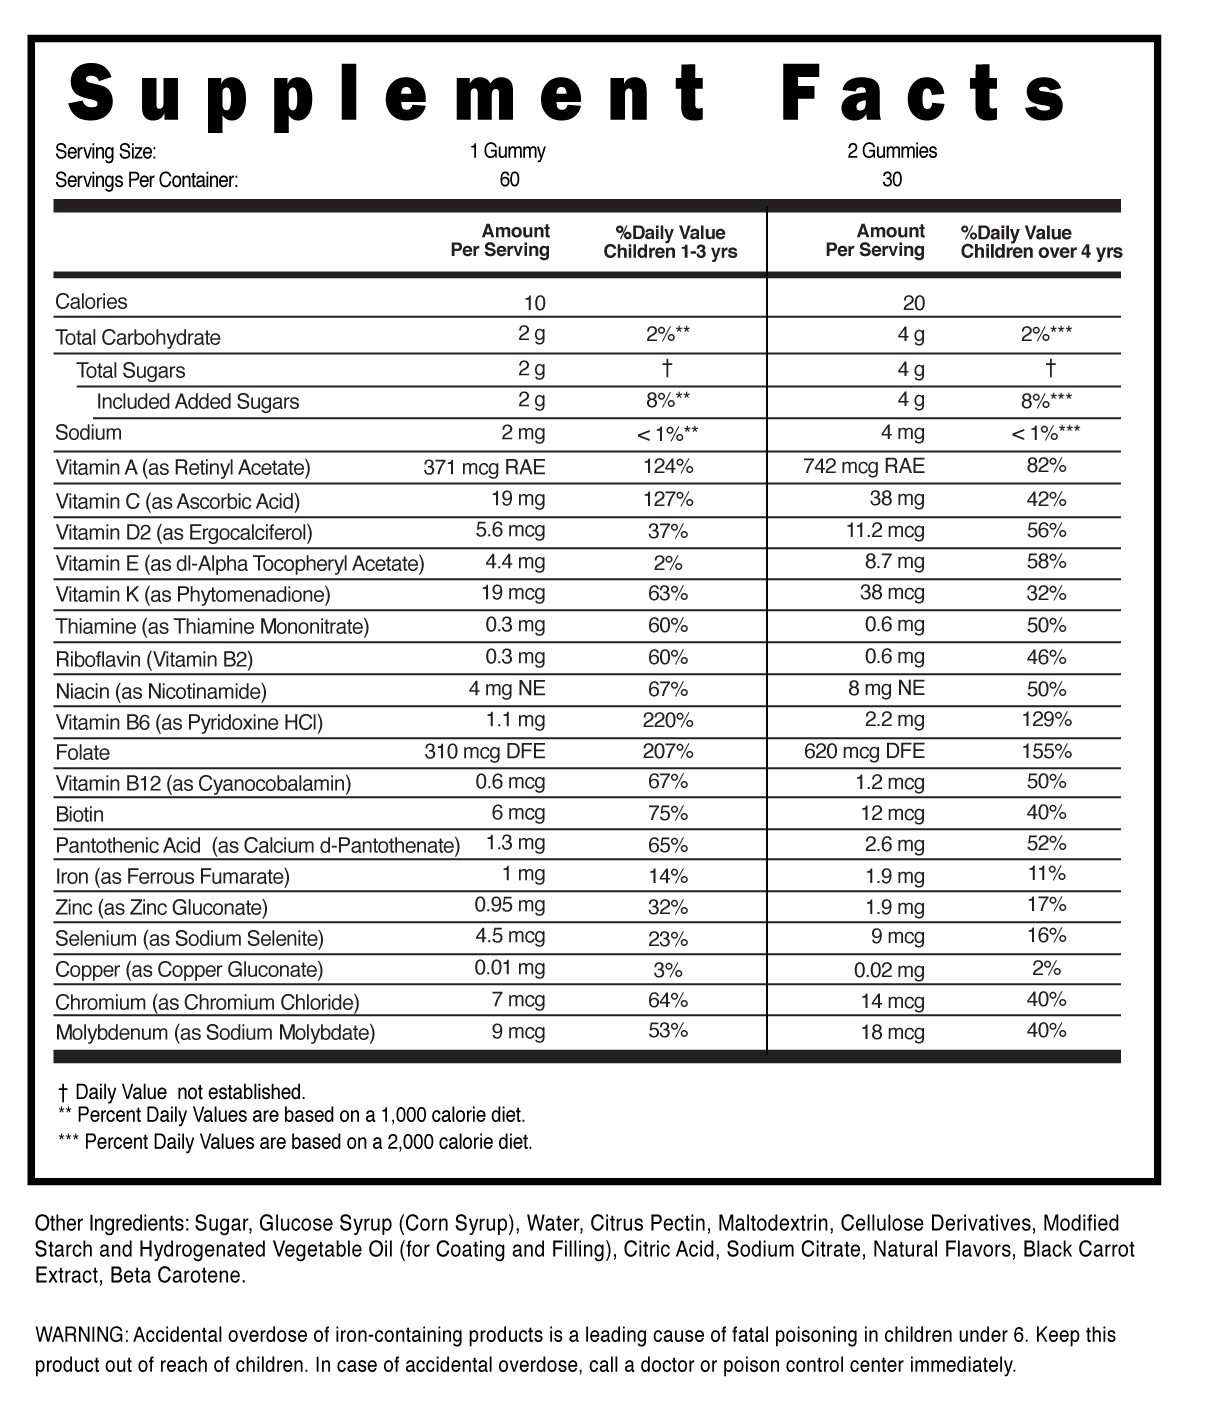 Supplement Facts
Serving Size: 1 Gummy 2 Gummies
Servings Per Container: 60 30
Amount Per Serving %Daily Value Children 1-3 yrs Amount Per Serving %Daily Value Children over 4 yrs
Calories 10 20
Total Carbohydrate 2 g 2%** 4 g 2%***
Total Sugars 2 g † 4 g †
Included Added Sugars 2 g 8%** 4 g 8%***
Sodium 2 mg < 1%** 4 mg < 1%***
Vitamin A (as Retinyl Acetate) 371 mcg RAE 124% 742 mcg RAE 82%
Vitamin C (as Ascorbic Acid) 19 mg 127% 38 mg 42%
Vitamin D2 (as Ergocalciferol) 5.6 mcg 37% 11.2 mcg 56%
Vitamin E (as dl-Alpha Tocopheryl Acetate) 4.4 mg 2% 8.7 mg 58%
Vitamin K (as Phytomenadione) 19 mcg 63% 38 mcg 32%
Thiamine (as Thiamine Mononitrate) 0.3 mg 60% 0.6 mg 50%
Riboflavin (Vitamin B2) 0.3 mg 60% 0.6 mg 46%
Niacin (as Nicotinamide) 4 mg NE 67% 8 mg NE 50%
Vitamin B6 (as Pyridoxine HCl) 1.1 mg 220% 2.2 mg 129%
Folate 310 mcg DFE 207% 620 mcg DFE 155%
Vitamin B12 (as Cyanocobalamin) 0.6 mcg 67% 1.2 mcg 50%
Biotin 6 mcg 75% 12 mcg 40%
Pantothenic Acid (as Calcium d-Pantothenate) 1.3 mg 65% 2.6 mg 52%
Iron (as Ferrous Fumarate) 1 mg 14% 1.9 mg 11%
Zinc (as Zinc Gluconate) 0.95 mg 32% 1.9 mg 17%
Selenium (as Sodium Selenite) 4.5 mcg 23% 9 mcg 16%
Copper (as Copper Gluconate) 0.01 mg 3% 0.02 mg 2%
Chromium (as Chromium Chloride) 7 mcg 64% 14 mcg 40%
Molybdenum (as Sodium Molybdate) 9 mcg 53% 18 mcg 40%
† Daily Value not established.
** Percent Daily Values are based on a 1,000 calorie diet.
*** Percent Daily Values are based on a 2,000 calorie diet.
Other Ingredients: Sugar, Glucose Syrup (Corn Syrup), Water, Citrus Pectin, Maltodextrin, Cellulose Derivatives, Modified
Starch and Hydrogenated Vegetable Oil (for Coating and Filling), Citric Acid, Sodium Citrate, Natural Flavors, Black Carrot
Extract, Beta Carotene.
WARNING: Accidental overdose of iron-containing products is a leading cause of fatal poisoning in children under 6. Keep this
product out of reach of children. In case of accidental overdose, call a doctor or poison control center immediately.